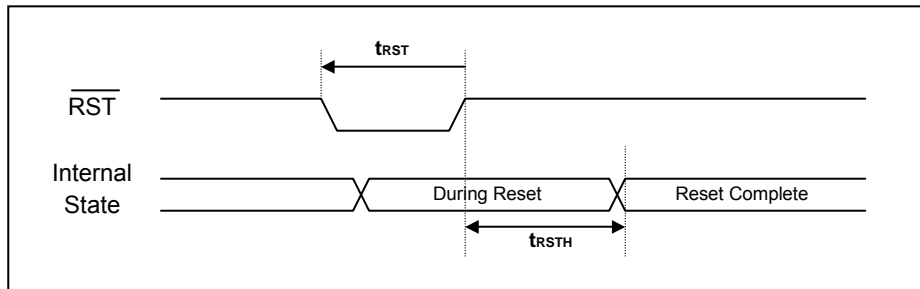 tRST
RST
Internal
State
During Reset
Reset Complete
tRSTH